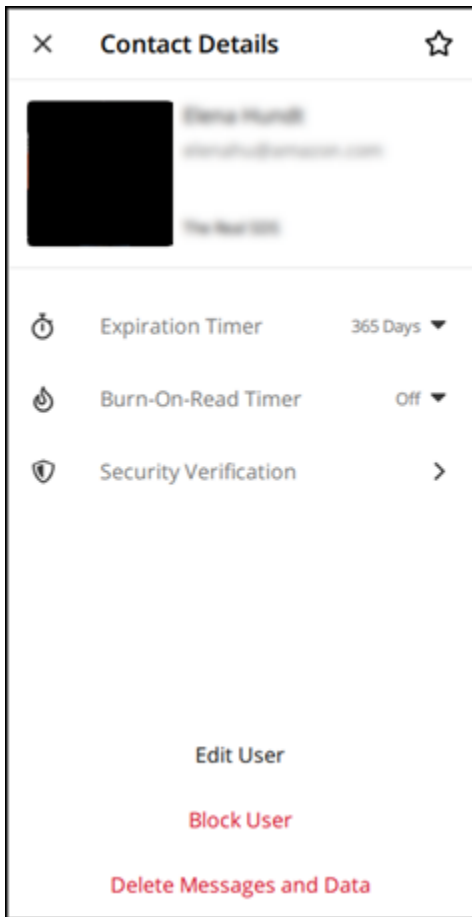 Contact Details
Expiration Timer 365 Days
Burn-On-Read Timer Off
Security Verification
Edit User
Block User
Delete Messages and Data